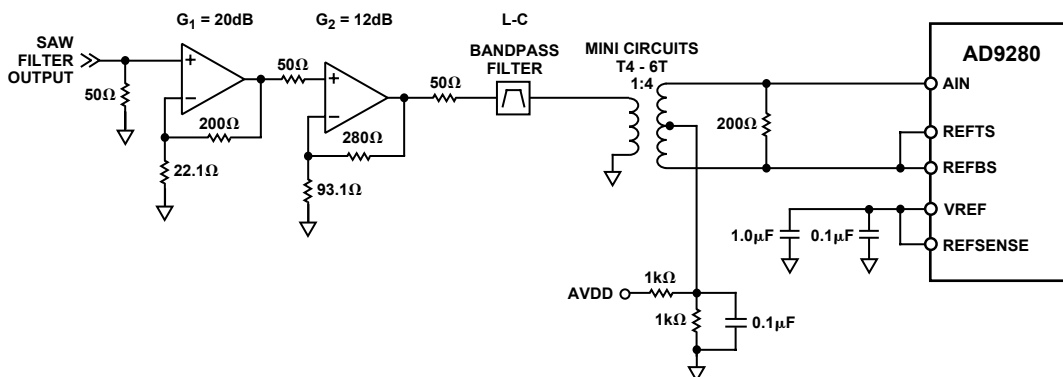 G1 = 20dB
G2 = 12dB
L-C
BANDPASS
FILTER
MINI CIRCUITS
T4 - 6T
1:4
AD9280
SAW
FILTER
OUTPUT
50Ω
+
−
200Ω
22.1Ω
50Ω
+
−
280Ω
93.1Ω
50Ω
200Ω
AIN
REFTS
REFBS
VREF
REFSENSE
1.0µF
0.1µF
AVDD
1kΩ
1kΩ
0.1µF